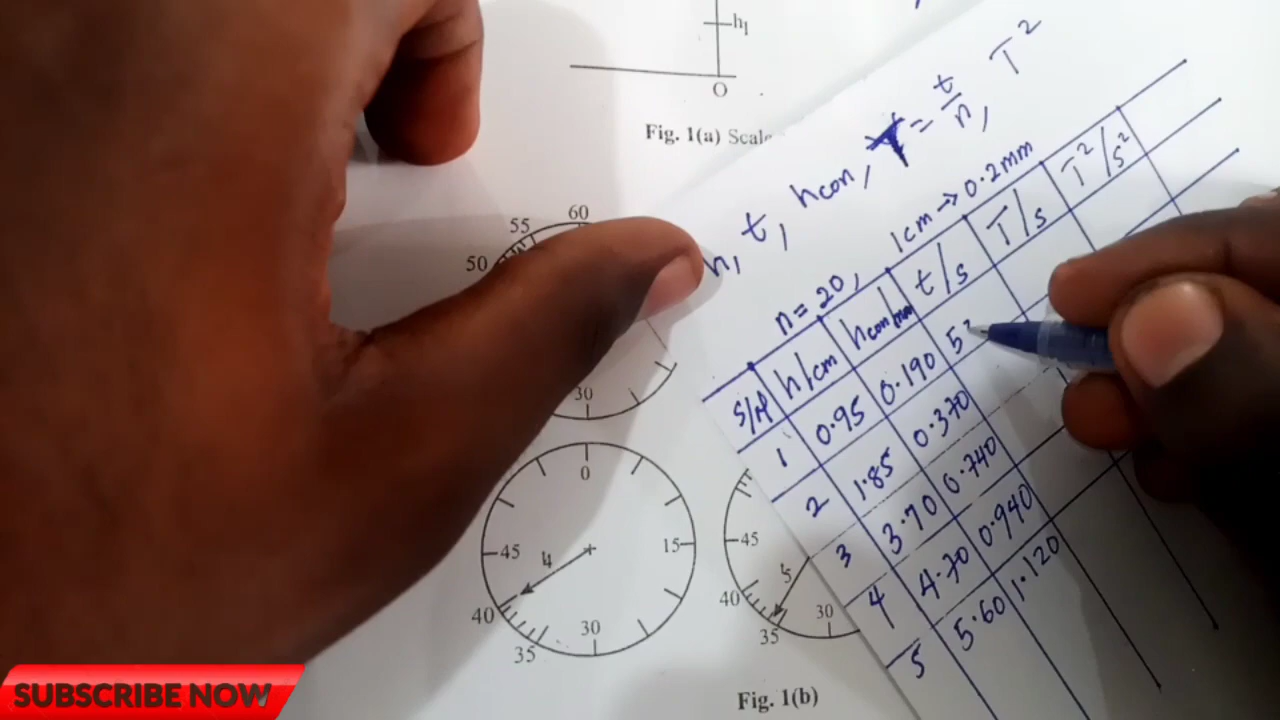 h1
O
Fig. 1(a) Scale
60
55
50
30
0
45
15
4
40
30
35
45
5
40
30
35
Fig. 1(b)
h, t, hcon, T = t/n, T²
n = 20, 1cm → 0.2mm
S/N h/cm hcon/mm t/s T/s T²/s²
1 0.95 0.190 5
2 1.85 0.370
3 3.70 0.740
4 4.70 0.940
5 5.60 1.120
SUBSCRIBE NOW